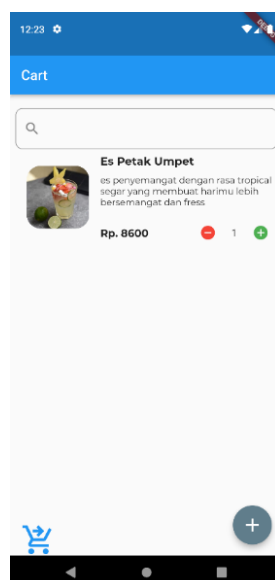 12:23
Cart
Es Petak Umpet
es penyemangat dengan rasa tropical
segar yang membuat harimu lebih
bersemangat dan fress
Rp. 8600
1